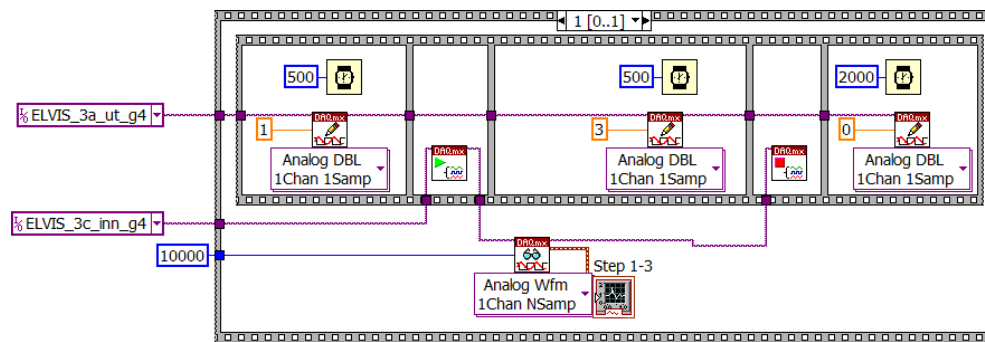 1 [0..1]
500
500
2000
ELVIS_3a_ut_g4
DAQmx
DAQmx
DAQmx
1
3
0
Analog DBL
1Chan 1Samp
Analog DBL
1Chan 1Samp
Analog DBL
1Chan 1Samp
DAQmx
DAQmx
ELVIS_3c_inn_g4
10000
DAQmx
Step 1-3
Analog Wfm
1Chan NSamp